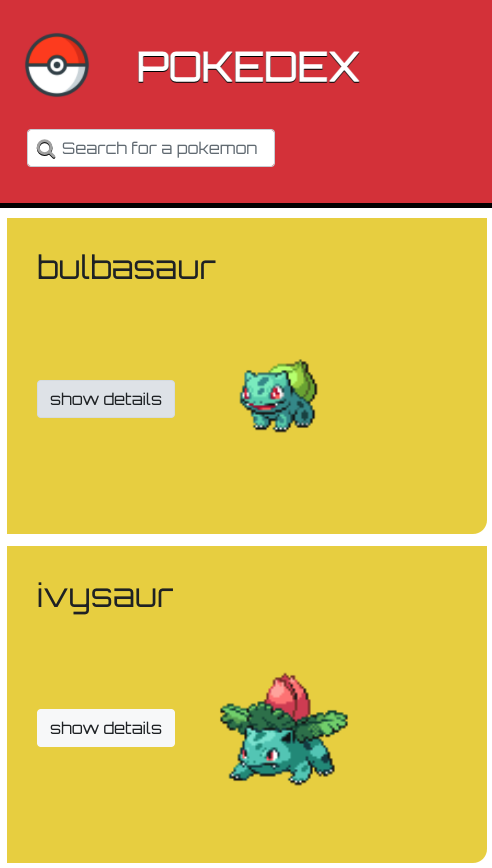 POKEDEX
Search for a pokemon
bulbasaur
show details
ivysaur
show details